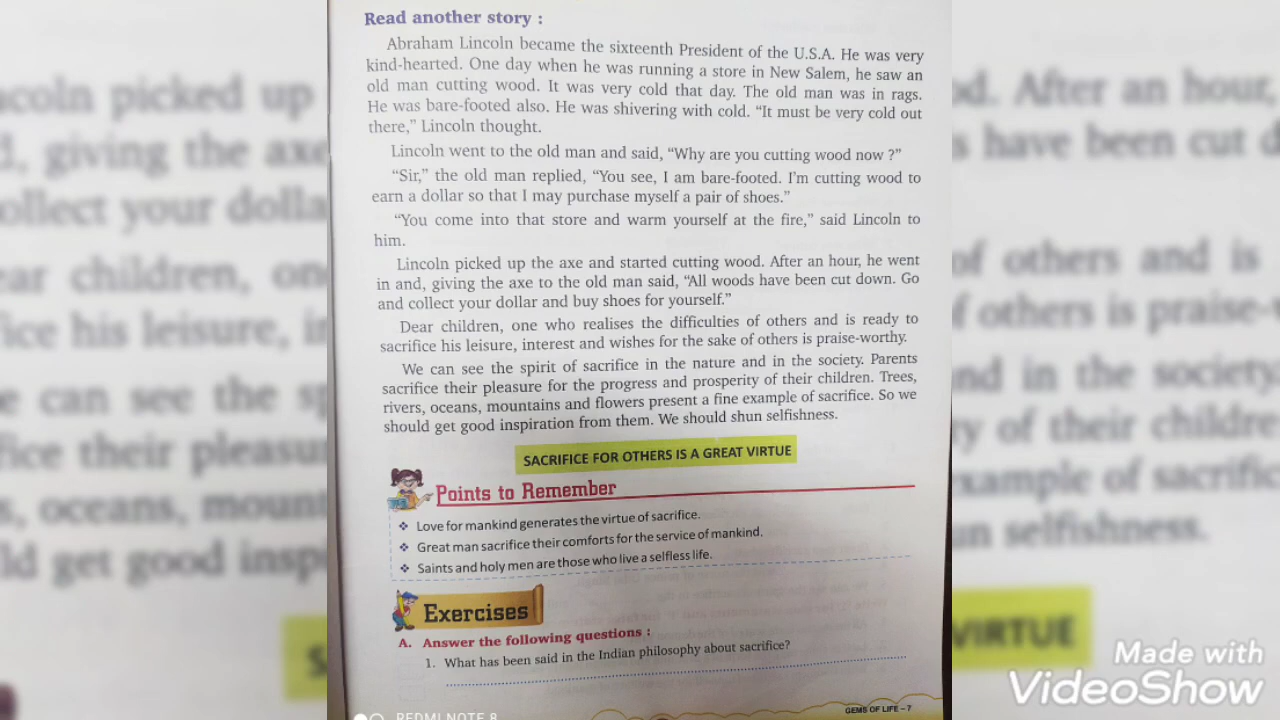 Read another story :
Abraham Lincoln became the sixteenth President of the U.S.A. He was very
kind-hearted. One day when he was running a store in New Salem, he saw an
old man cutting wood. It was very cold that day. The old man was in rags.
He was bare-footed also. He was shivering with cold. “It must be very cold out
there,” Lincoln thought.
Lincoln went to the old man and said, “Why are you cutting wood now ?”
“Sir,” the old man replied, “You see, I am bare-footed. I’m cutting wood to
earn a dollar so that I may purchase myself a pair of shoes.”
“You come into that store and warm yourself at the fire,” said Lincoln to
him.
Lincoln picked up the axe and started cutting wood. After an hour, he went
in and, giving the axe to the old man said, “All woods have been cut down. Go
and collect your dollar and buy shoes for yourself.”
Dear children, one who realises the difficulties of others and is ready to
sacrifice his leisure, interest and wishes for the sake of others is praise-worthy.
We can see the spirit of sacrifice in the nature and in the society. Parents
sacrifice their pleasure for the progress and prosperity of their children. Trees,
rivers, oceans, mountains and flowers present a fine example of sacrifice. So we
should get good inspiration from them. We should shun selfishness.
SACRIFICE FOR OTHERS IS A GREAT VIRTUE
Points to Remember
❖ Love for mankind generates the virtue of sacrifice.
❖ Great man sacrifice their comforts for the service of mankind.
❖ Saints and holy men are those who live a selfless life.
Exercises
A. Answer the following questions :
1. What has been said in the Indian philosophy about sacrifice?
GEMS OF LIFE – 7
REDMI NOTE 8
Made with
VideoShow